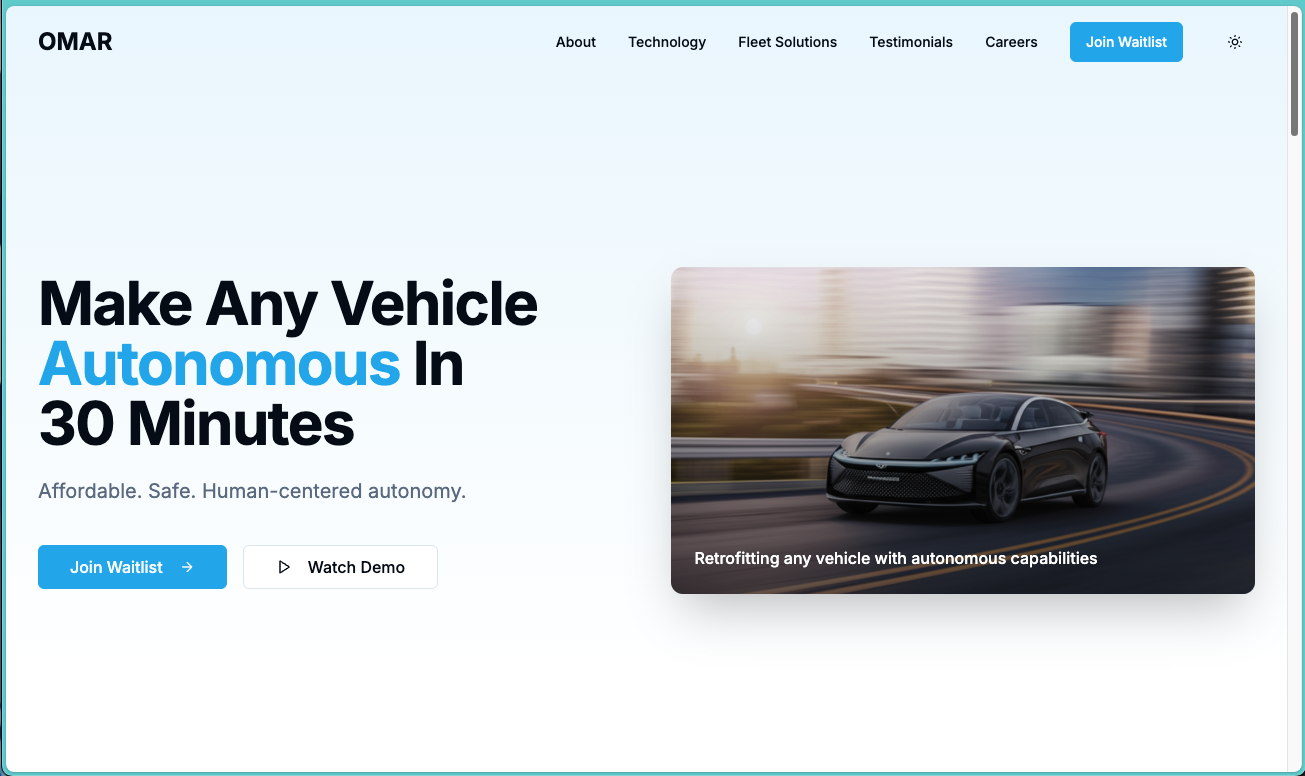 OMAR
About
Technology
Fleet Solutions
Testimonials
Careers
Join Waitlist
Make Any Vehicle
Autonomous In
30 Minutes
Affordable. Safe. Human-centered autonomy.
Join Waitlist
Watch Demo
Retrofitting any vehicle with autonomous capabilities